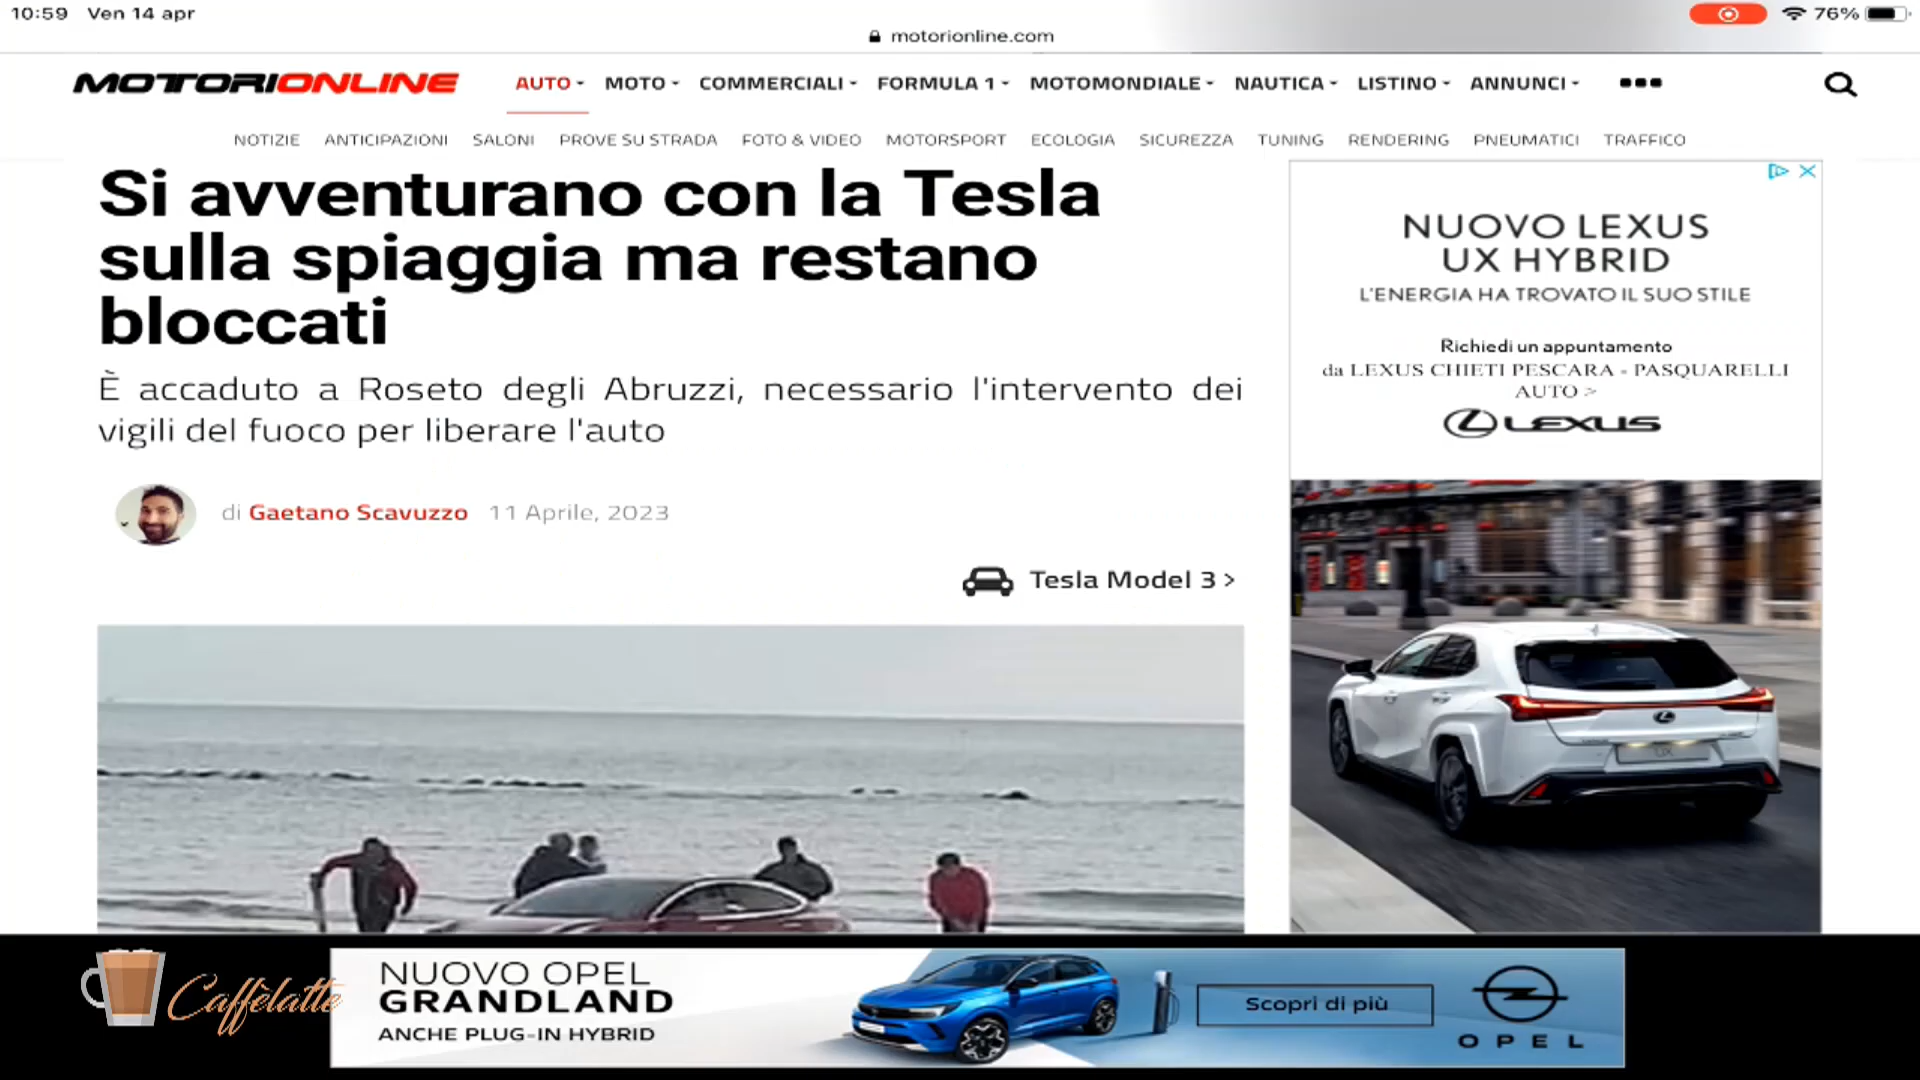 10:59 Ven 14 apr
76%
motorionline.com
MOTORIONLINE
AUTO MOTO COMMERCIALI FORMULA 1 MOTOMONDIALE NAUTICA LISTINO ANNUNCI
NOTIZIE ANTICIPAZIONI SALONI PROVE SU STRADA FOTO & VIDEO MOTORSPORT ECOLOGIA SICUREZZA TUNING RENDERING PNEUMATICI TRAFFICO
Si avventurano con la Tesla
sulla spiaggia ma restano
bloccati
È accaduto a Roseto degli Abruzzi, necessario l'intervento dei
vigili del fuoco per liberare l'auto
di Gaetano Scavuzzo 11 Aprile, 2023
Tesla Model 3 >
NUOVO LEXUS
UX HYBRID
L'ENERGIA HA TROVATO IL SUO STILE
Richiedi un appuntamento
da LEXUS CHIETI PESCARA - PASQUARELLI
AUTO >
LEXUS
Caffèlatte
NUOVO OPEL
GRANDLAND
ANCHE PLUG-IN HYBRID
Scopri di più
OPEL